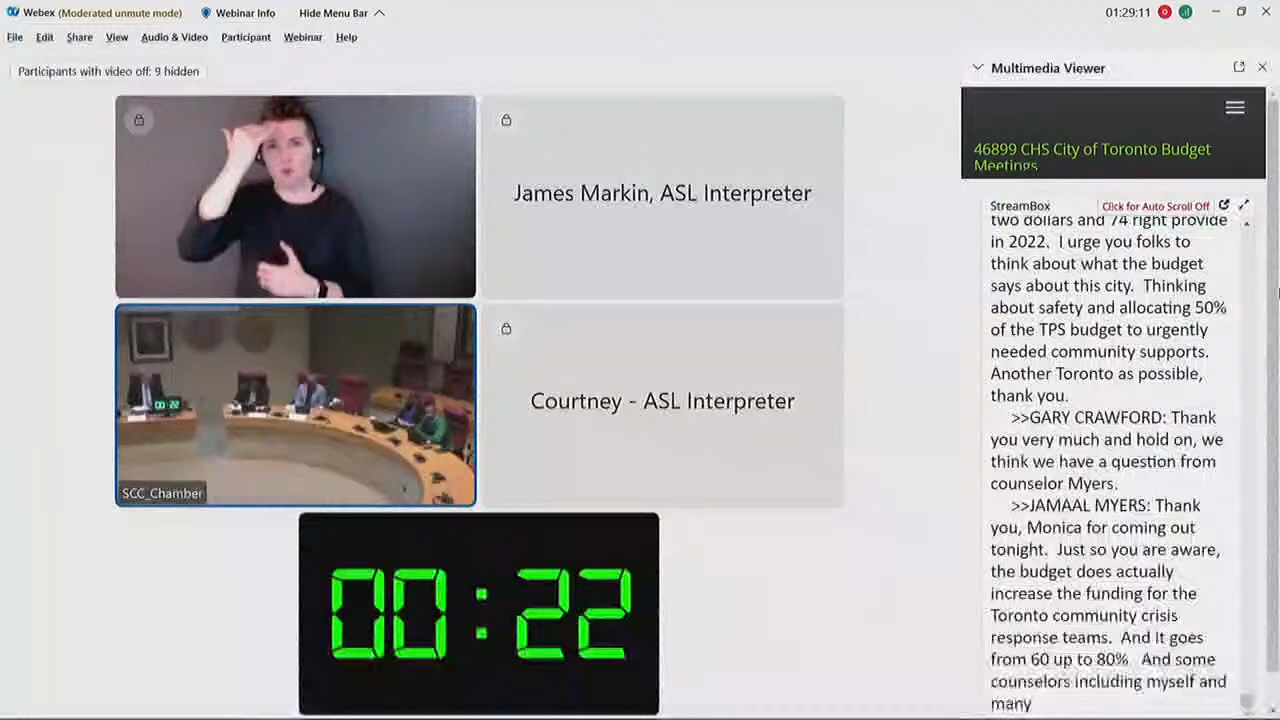 Webex (Moderated unmute mode) Webinar Info Hide Menu Bar 01:29:11
File Edit Share View Audio & Video Participant Webinar Help
Participants with video off: 9 hidden
James Markin, ASL Interpreter
00:22
SCC_Chamber
Courtney - ASL Interpreter
00:22
Multimedia Viewer
46899 CHS City of Toronto Budget
Meetings
StreamBox Click for Auto Scroll Off
two dollars and 74 right provide
in 2022. I urge you folks to
think about what the budget
says about this city. Thinking
about safety and allocating 50%
of the TPS budget to urgently
needed community supports.
Another Toronto as possible,
thank you.
>>GARY CRAWFORD: Thank
you very much and hold on, we
think we have a question from
counselor Myers.
>>JAMAAL MYERS: Thank
you, Monica for coming out
tonight. Just so you are aware,
the budget does actually
increase the funding for the
Toronto community crisis
response teams. And it goes
from 60 up to 80% And some
counselors including myself and
many